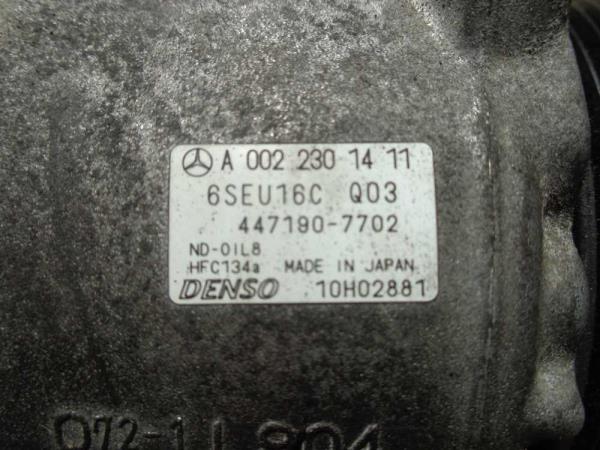 A 002 230 14 11
6SEU16C Q03
447190-7702
ND-OIL8
HFC134a MADE IN JAPAN
DENSO 10H02881